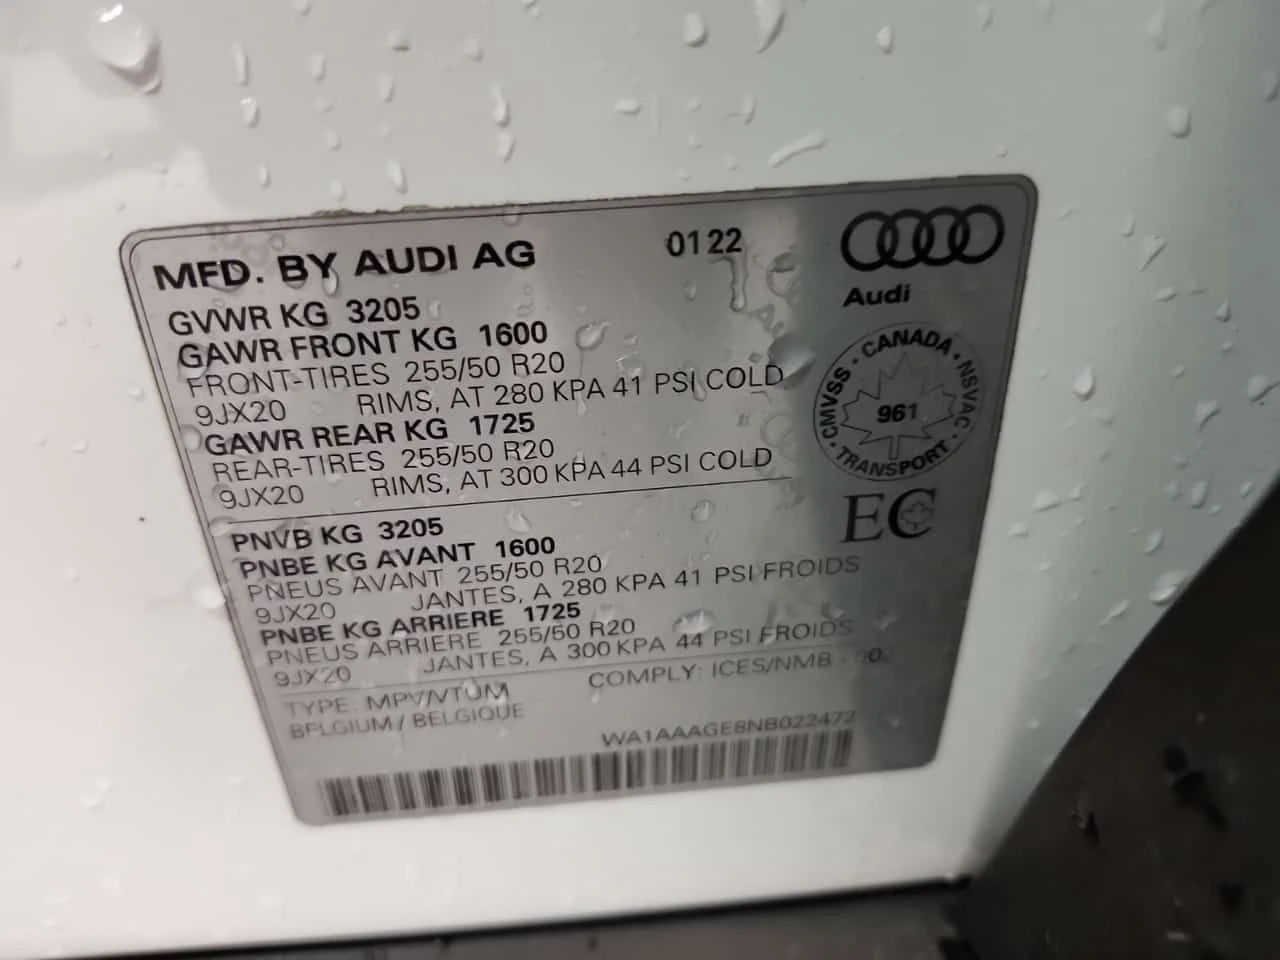 MFD. BY AUDI AG 0122
Audi
GVWR KG 3205
GAWR FRONT KG 1600
FRONT-TIRES 255/50 R20
9JX20 RIMS, AT 280 KPA 41 PSI COLD
GAWR REAR KG 1725
REAR-TIRES 255/50 R20
9JX20 RIMS, AT 300 KPA 44 PSI COLD
· CANADA · NSVAC · TRANSPORT · CMVSS
961
EC
PNVB KG 3205
PNBE KG AVANT 1600
PNEUS AVANT 255/50 R20
9JX20 JANTES, A 280 KPA 41 PSI FROIDS
PNBE KG ARRIERE 1725
PNEUS ARRIERE 255/50 R20
9JX20 JANTES, A 300 KPA 44 PSI FROIDS
TYPE: MPV/VTUM COMPLY: ICES/NMB
BELGIUM / BELGIQUE
WA1AAAGE8NB022472